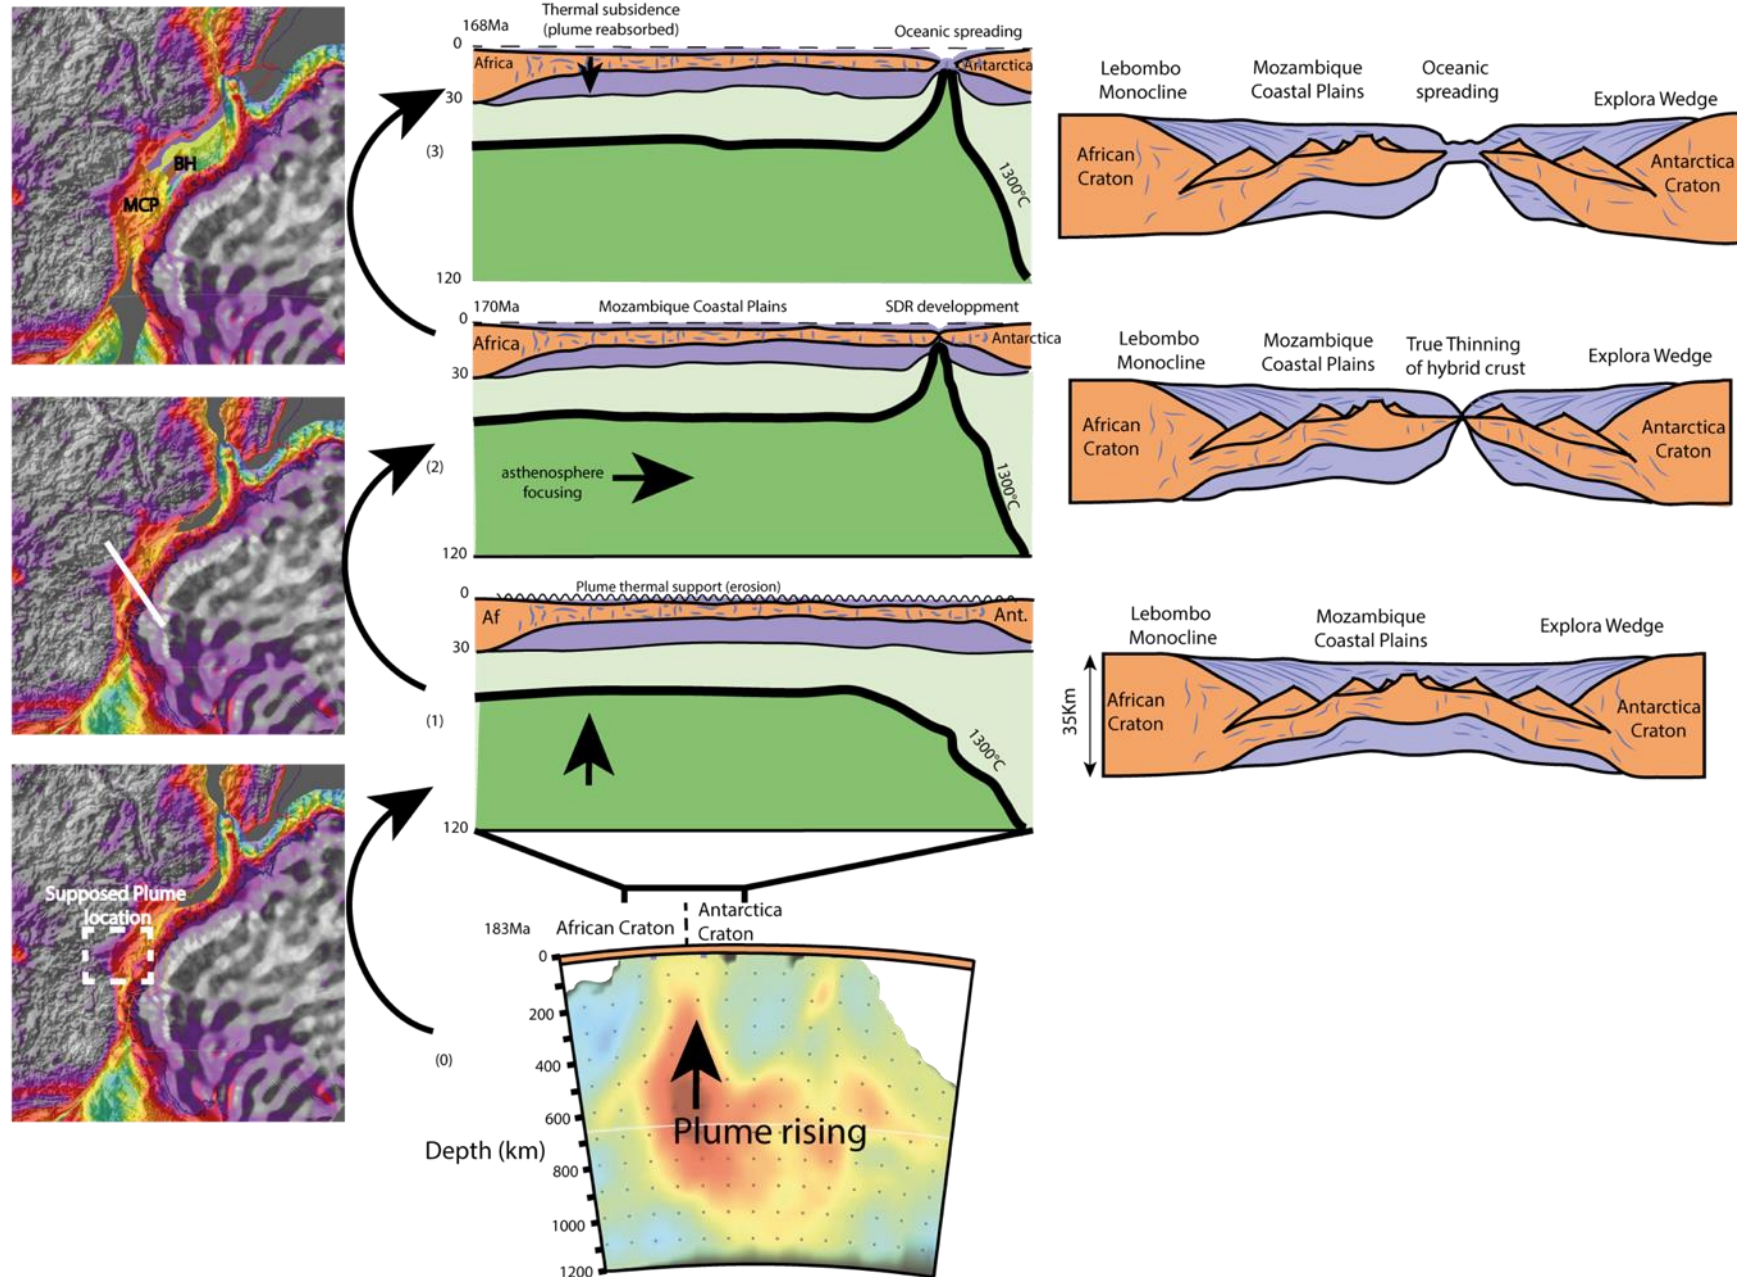 BH
MCP
Supposed Plume
location
168Ma
Thermal subsidence
(plume reabsorbed)
Oceanic spreading
0
Africa
Antarctica
30
(3)
1300°C
120
170Ma
Mozambique Coastal Plains
SDR developpment
0
Africa
Antarctica
30
(2)
asthenosphere
focusing
1300°C
120
Plume thermal support (erosion)
0
Af
Ant.
30
(1)
1300°C
120
183Ma
African Craton
Antarctica
Craton
(0)
Depth (km)
0
200
400
600
800
1000
1200
Plume rising
Lebombo
Monocline
Mozambique
Coastal Plains
Oceanic
spreading
Explora Wedge
African
Craton
Antarctica
Craton
Lebombo
Monocline
Mozambique
Coastal Plains
True Thinning
of hybrid crust
Explora Wedge
African
Craton
Antarctica
Craton
Lebombo
Monocline
Mozambique
Coastal Plains
Explora Wedge
35Km
African
Craton
Antarctica
Craton